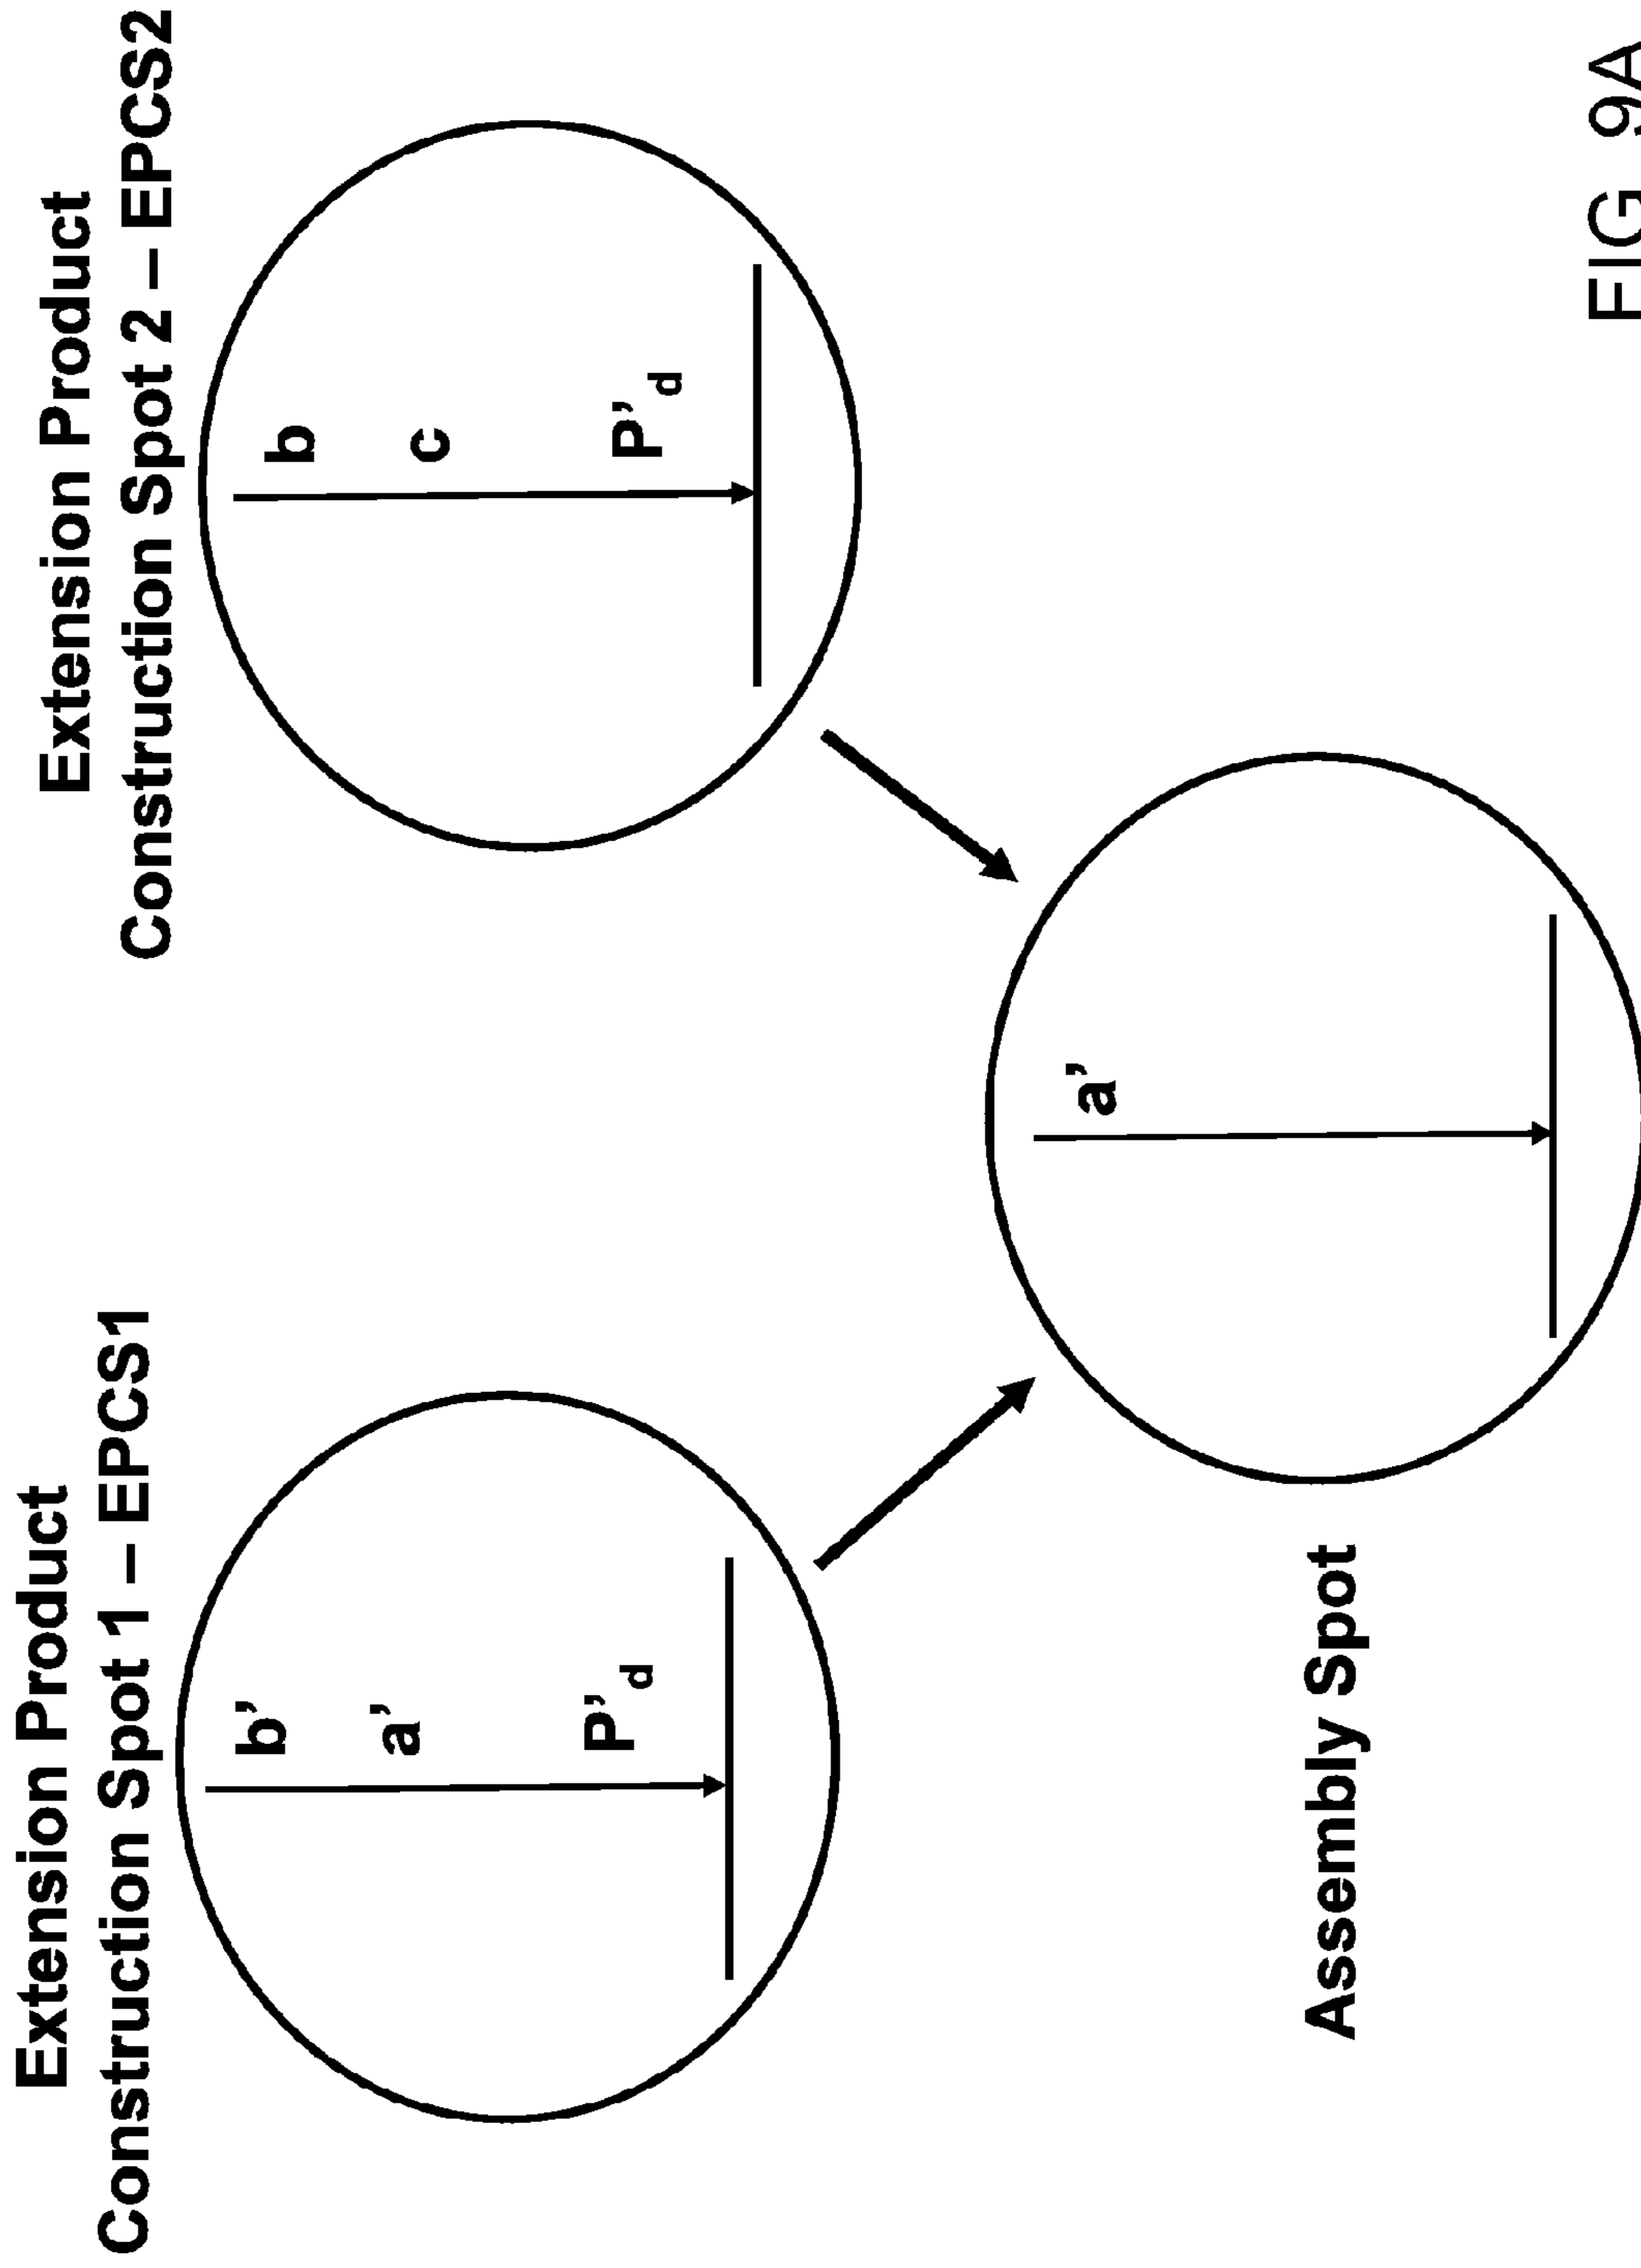 Extension Product
Construction Spot 1 – EPCS1
b’
a’
P’d
Extension Product
Construction Spot 2 – EPCS2
b
c
P’d
Assembly Spot
a’
FIG 9A